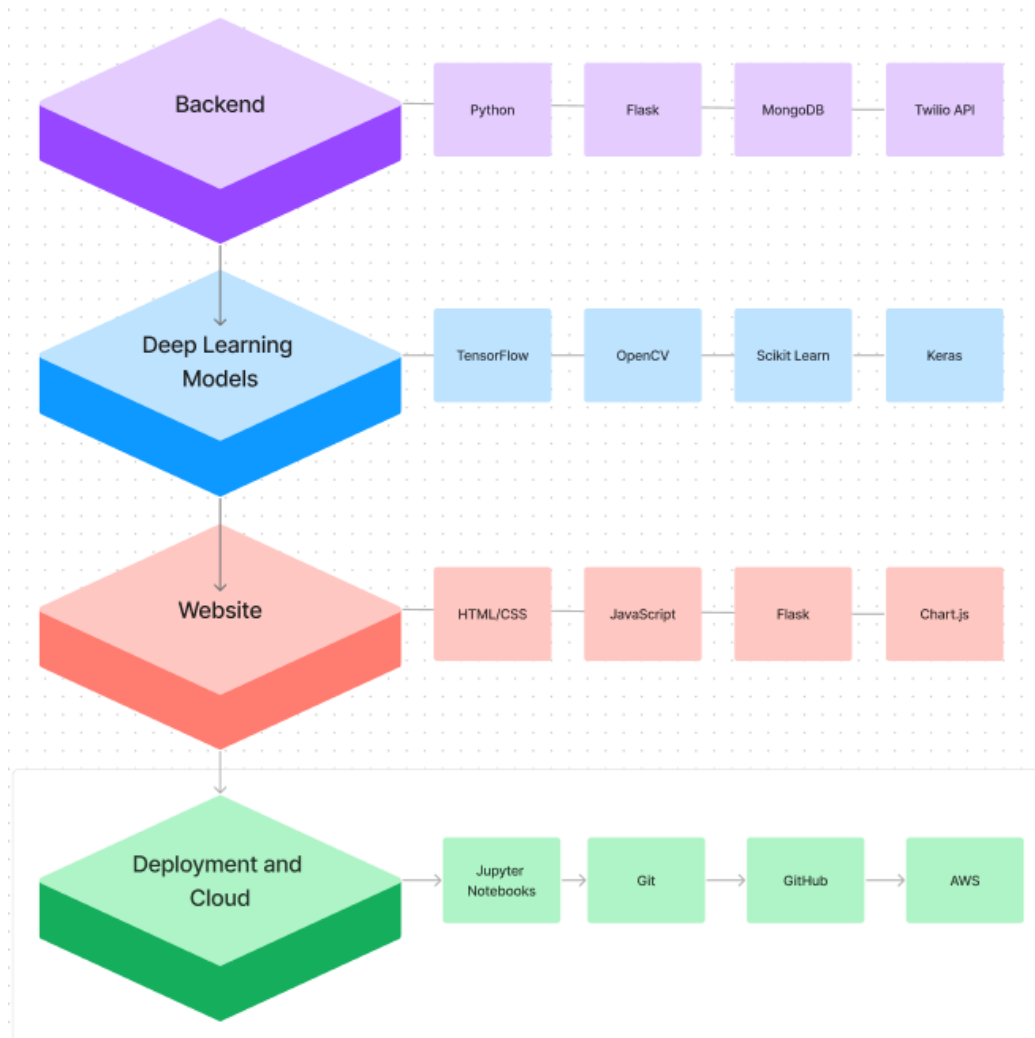 Backend
Python
Flask
MongoDB
Twilio API
Deep Learning
Models
TensorFlow
OpenCV
Scikit Learn
Keras
Website
HTML/CSS
JavaScript
Flask
Chart.js
Deployment and
Cloud
Jupyter
Notebooks
Git
GitHub
AWS